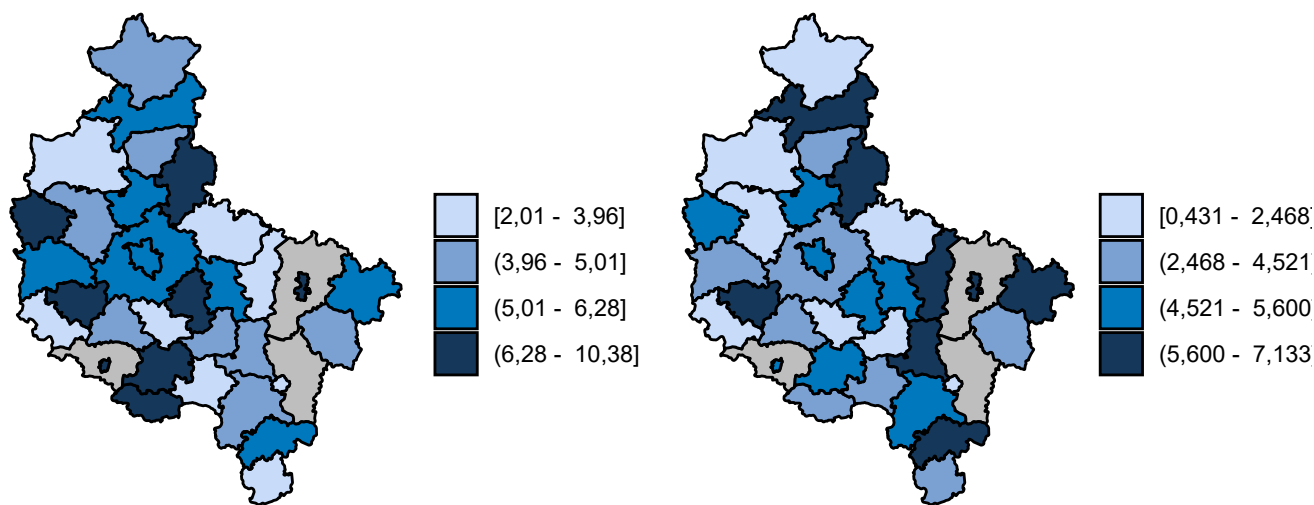 [2,01 - 3,96]
(3,96 - 5,01]
(5,01 - 6,28]
(6,28 - 10,38]
[0,431 - 2,468]
(2,468 - 4,521]
(4,521 - 5,600]
(5,600 - 7,133]